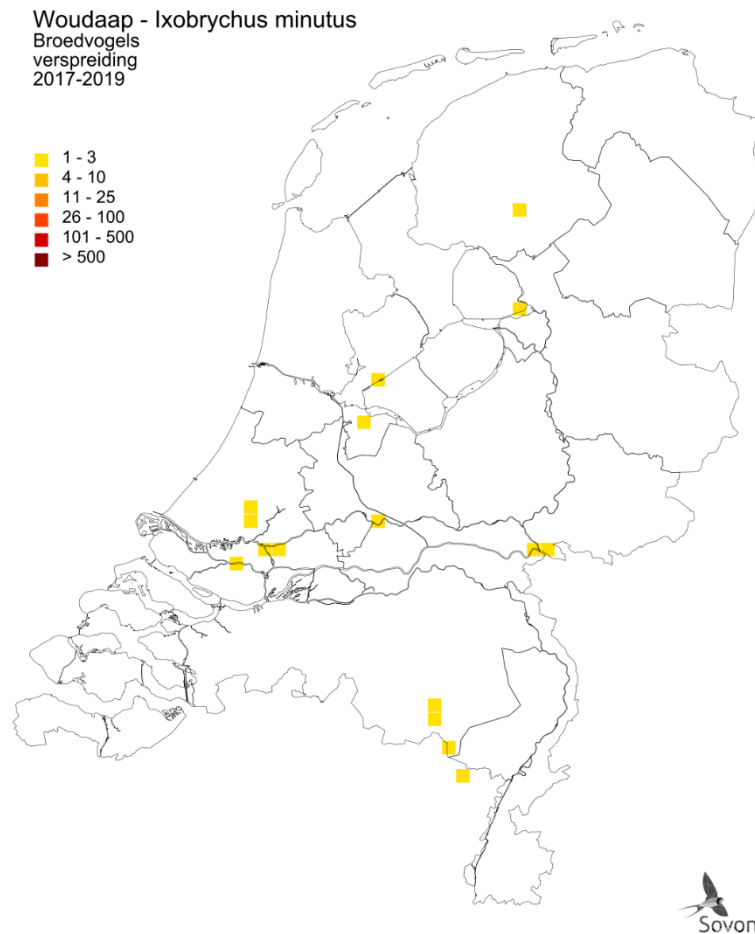 Woudaap - Ixobrychus minutus
Broedvogels
verspreiding
2017-2019
1 - 3
4 - 10
11 - 25
26 - 100
101 - 500
> 500
Sovon